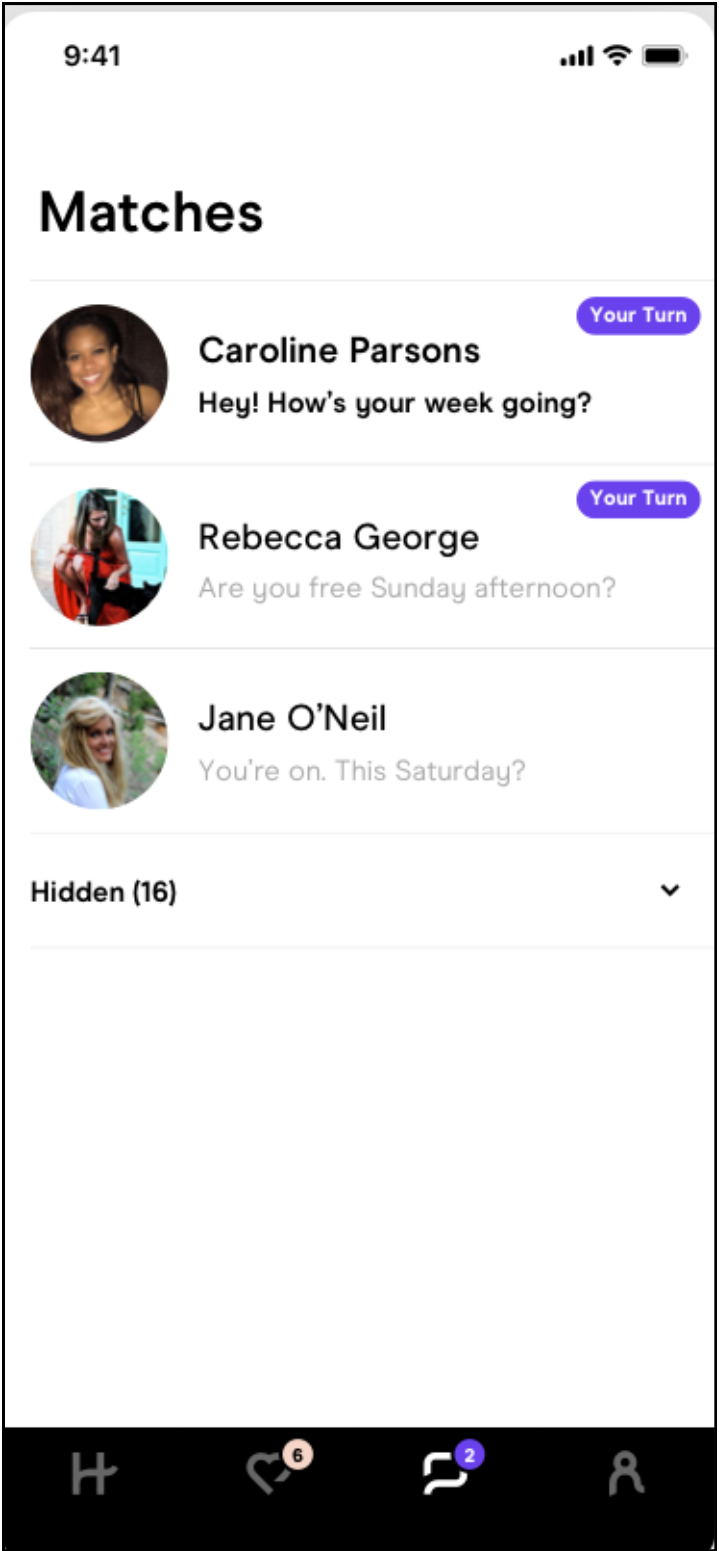 9:41
Matches
Your Turn
Caroline Parsons
Hey! How's your week going?
Your Turn
Rebecca George
Are you free Sunday afternoon?
Jane O'Neil
You're on. This Saturday?
Hidden (16)
H 6 2